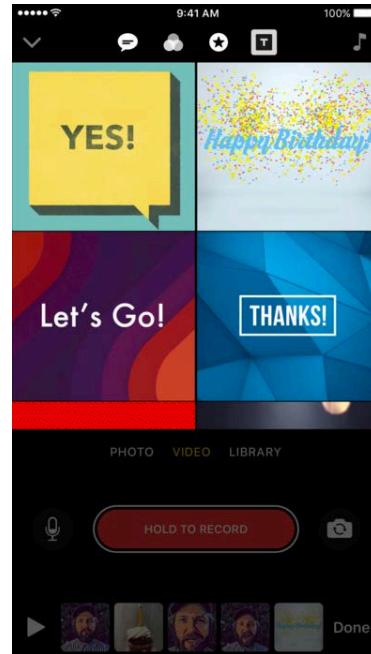 9:41 AM 100%
T
YES!
Happy Birthday!
Let's Go!
THANKS!
PHOTO VIDEO LIBRARY
HOLD TO RECORD
Done